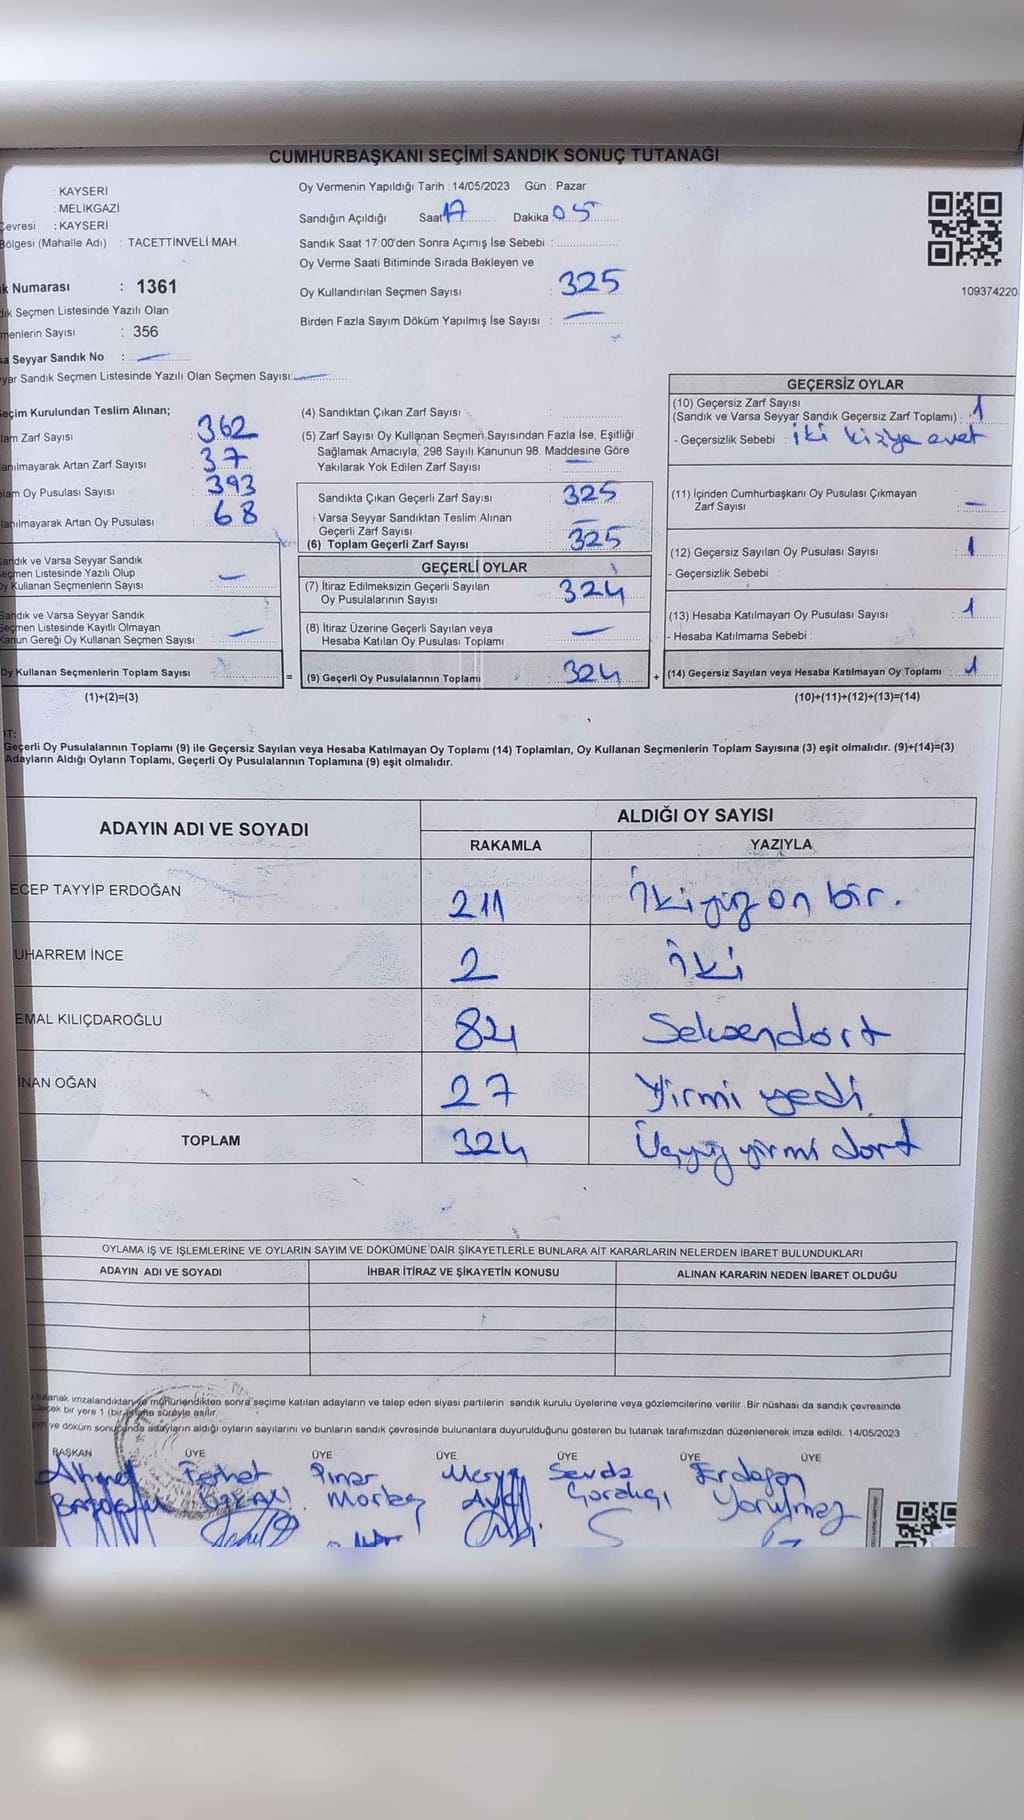 CUMHURBAŞKANI SEÇİMİ SANDIK SONUÇ TUTANAĞI
: KAYSERİ
: MELİKGAZİ
Çevresi : KAYSERİ
Bölgesi (Mahalle Adı) : TACETTİNVELİ MAH.
k Numarası : 1361
dık Seçmen Listesinde Yazılı Olan
menlerin Sayısı : 356
sa Seyyar Sandık No :
yyar Sandık Seçmen Listesinde Yazılı Olan Seçmen Sayısı:
Oy Vermenin Yapıldığı Tarih : 14/05/2023 Gün : Pazar
Sandığın Açıldığı Saat 17 Dakika 05
Sandık Saat 17:00'den Sonra Açımış İse Sebebi :
Oy Verme Saati Bitiminde Sırada Bekleyen ve
Oy Kullandırılan Seçmen Sayısı : 325
Birden Fazla Sayım Döküm Yapılmış İse Sayısı : —
109374220
Seçim Kurulundan Teslim Alınan;
lam Zarf Sayısı : 362
anılmayarak Artan Zarf Sayısı : 37
lam Oy Pusulası Sayısı : 393
lanılmayarak Artan Oy Pusulası : 68
Sandık ve Varsa Seyyar Sandık
eçmen Listesinde Yazılı Olup
Oy Kullanan Seçmenlerin Sayısı : —
Sandık ve Varsa Seyyar Sandık
Seçmen Listesinde Kayıtlı Olmayan
Kanun Gereği Oy Kullanan Seçmen Sayısı : —
Oy Kullanan Seçmenlerin Toplam Sayısı :
(1)+(2)=(3)
(4) Sandıktan Çıkan Zarf Sayısı :
(5) Zarf Sayısı Oy Kullanan Seçmen Sayısından Fazla İse, Eşitliği
Sağlamak Amacıyla, 298 Sayılı Kanunun 98. Maddesine Göre
Yakılarak Yok Edilen Zarf Sayısı : —
Sandıkta Çıkan Geçerli Zarf Sayısı : 325
Varsa Seyyar Sandıktan Teslim Alınan
Geçerli Zarf Sayısı : —
(6) Toplam Geçerli Zarf Sayısı : 325
GEÇERLİ OYLAR
(7) İtiraz Edilmeksizin Geçerli Sayılan
Oy Pusulalarının Sayısı : 324
(8) İtiraz Üzerine Geçerli Sayılan veya
Hesaba Katılan Oy Pusulası Toplamı : —
= (9) Geçerli Oy Pusulalarının Toplamı : 324 +
GEÇERSİZ OYLAR
(10) Geçersiz Zarf Sayısı
(Sandık ve Varsa Seyyar Sandık Geçersiz Zarf Toplamı) : 1
- Geçersizlik Sebebi : iki kişiye evet
(11) İçinden Cumhurbaşkanı Oy Pusulası Çıkmayan
Zarf Sayısı : —
(12) Geçersiz Sayılan Oy Pusulası Sayısı : 1
- Geçersizlik Sebebi :
(13) Hesaba Katılmayan Oy Pusulası Sayısı : 1
- Hesaba Katılmama Sebebi :
(14) Geçersiz Sayılan veya Hesaba Katılmayan Oy Toplamı : 1
(10)+(11)+(12)+(13)=(14)
OT:
Geçerli Oy Pusulalarının Toplamı (9) ile Geçersiz Sayılan veya Hesaba Katılmayan Oy Toplamı (14) Toplamları, Oy Kullanan Seçmenlerin Toplam Sayısına (3) eşit olmalıdır. (9)+(14)=(3)
Adayların Aldığı Oyların Toplamı, Geçerli Oy Pusulalarının Toplamına (9) eşit olmalıdır.
ADAYIN ADI VE SOYADI ALDIĞI OY SAYISI
RAKAMLA YAZIYLA
ECEP TAYYİP ERDOĞAN 211 İkiyüz on bir.
UHARREM İNCE 2 İki
EMAL KILIÇDAROĞLU 84 Seksendört
İNAN OĞAN 27 Yirmi yedi.
TOPLAM 324 Üçyüz yirmi dört
OYLAMA İŞ VE İŞLEMLERİNE VE OYLARIN SAYIM VE DÖKÜMÜNE DAİR ŞİKAYETLERLE BUNLARA AİT KARARLARIN NELERDEN İBARET BULUNDUKLARI
ADAYIN ADI VE SOYADI İHBAR İTİRAZ VE ŞİKAYETİN KONUSU ALINAN KARARIN NEDEN İBARET OLDUĞU
tutanak imzalandıktan ve mühürlendikten sonra seçime katılan adayların ve talep eden siyasi partilerin sandık kurulu üyelerine veya gözlemcilerine verilir. Bir nüshası da sandık çevresinde
ülecek bir yere 1 (bir) hafta süreyle asılır.
ım ve döküm sonucunda adayların aldığı oyların sayılarını ve bunların sandık çevresinde bulunanlara duyurulduğunu gösteren bu tutanak tarafımızdan düzenlenerek imza edildi. 14/05/2023
BAŞKAN ÜYE ÜYE ÜYE ÜYE ÜYE ÜYE
Ahmet Ferhat Pınar Merya Sevda Erdoğan
Yorulmaz